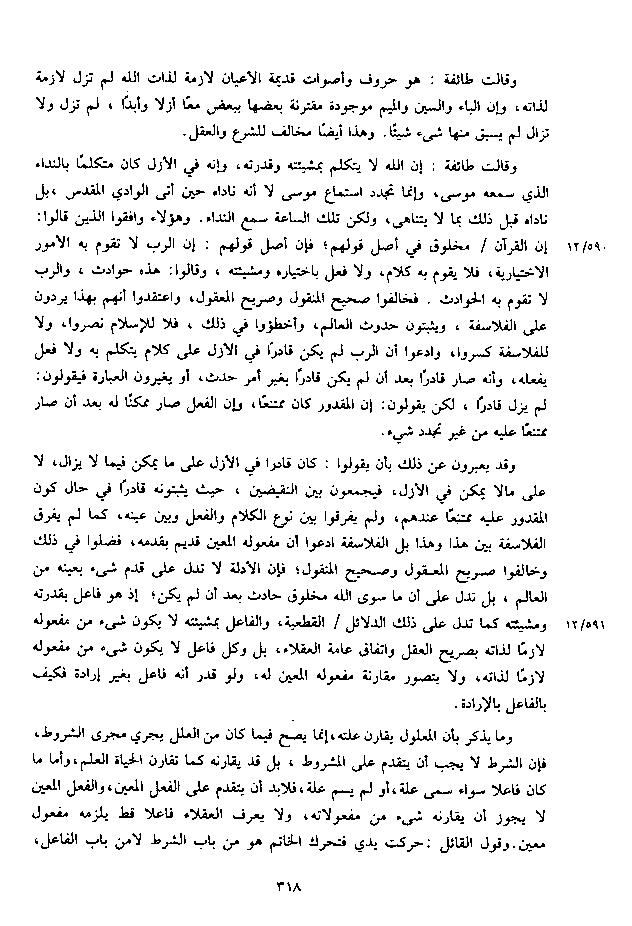 وقالت طائفة : هو حروف وأصوات قديمة الأعيان لازمة لذات الله لم تزل لازمة
لذاته، وإن الباء والسين والميم موجودة مقترنة بعضها ببعض معًا أزلا وأبدًا ، لم تزل ولا
تزال لم يسبق منها شىء شيئًا. وهذا أيضًا مخالف للشرع والعقل.
وقالت طائفة : إن الله لا يتكلم بمشيئته وقدرته، وإنه في الأزل كان متكلمًا بالنداء
الذي سمعه موسى، وإنما تجدد استماع موسى لا أنه ناداه حين أتى الوادي المقدس ،بل
ناداه قبل ذلك بما لا يتناهى، ولكن تلك الساعة سمع النداء. وهؤلاء وافقوا الذين قالوا:
١٢/٥٩٠ إن القرآن / مخلوق في أصل قولهم؛ فإن أصل قولهم : إن الرب لا تقوم به الأمور
الاختيارية، فلا يقوم به كلام، ولا فعل باختياره ومشيئته ، وقالوا: هذه حوادث ، والرب
لا تقوم به الحوادث . فخالفوا صحيح المنقول وصريح المعقول، واعتقدوا أنهم بهذا يردون
على الفلاسفة ، ويثبتون حدوث العالم، وأخطؤوا في ذلك ، فلا للإسلام نصروا، ولا
للفلاسفة كسروا، وادعوا أن الرب لم يكن قادرًا في الأزل على كلام يتكلم به ولا فعل
يفعله، وأنه صار قادرًا بعد أن لم يكن قادرًا بغير أمر حدث، أو يغيرون العبارة فيقولون:
لم يزل قادرًا ، لكن يقولون: إن المقدور كان ممتنعًا، وإن الفعل صار ممكنًا له بعد أن صار
ممتنعًا عليه من غير تجدد شيء.
وقد يعبرون عن ذلك بأن يقولوا : كان قادرا في الأزل على ما يمكن فيما لا يزال، لا
على مالا يمكن في الأزل، فيجمعون بين النقيضين ، حيث يثبتونه قادرًا في حال كون
المقدور عليه ممتنعًا عندهم، ولم يفرقوا بين نوع الكلام والفعل وبين عينه، كما لم يفرق
الفلاسفة بين هذا وهذا بل الفلاسفة ادعوا أن مفعوله المعين قديم بقدمه، فضلوا في ذلك
وخالفوا صريح المعقول وصحيح المنقول؛ فإن الأدلة لا تدل على قدم شىء بعينه من
العالم ، بل تدل على أن ما سوى الله مخلوق حادث بعد أن لم يكن؛ إذ هو فاعل بقدرته
١٢/٥٩١ ومشيئته كما تدل على ذلك الدلائل / القطعية، والفاعل بمشيئته لا يكون شىء من مفعوله
لازمًا لذاته بصريح العقل واتفاق عامة العقلاء، بل وكل فاعل لا يكون شيء من مفعوله
لازمًا لذاته، ولا يتصور مقارنة مفعوله المعين له، ولو قدر أنه فاعل بغير إرادة فكيف
بالفاعل بالإرادة.
وما يذكر بأن المعلول يقارن علته،إنما يصح فيما كان من العلل يجري مجرى الشروط،
فإن الشرط لا يجب أن يتقدم على المشروط ، بل قد يقارنه كما تقارن الحياة العلم،وأما ما
كان فاعلا سواء سمى علة،أو لم يسم علة،فلابد أن يتقدم على الفعل المعين،والفعل المعين
لا يجوز أن يقارنه شىء من مفعولاته، ولا يعرف العقلاء فاعلا قط يلزمه مفعول
معين.وقول القائل :حركت يدي فتحرك الخاتم هو من باب الشرط لامن باب الفاعل،
٣١٨